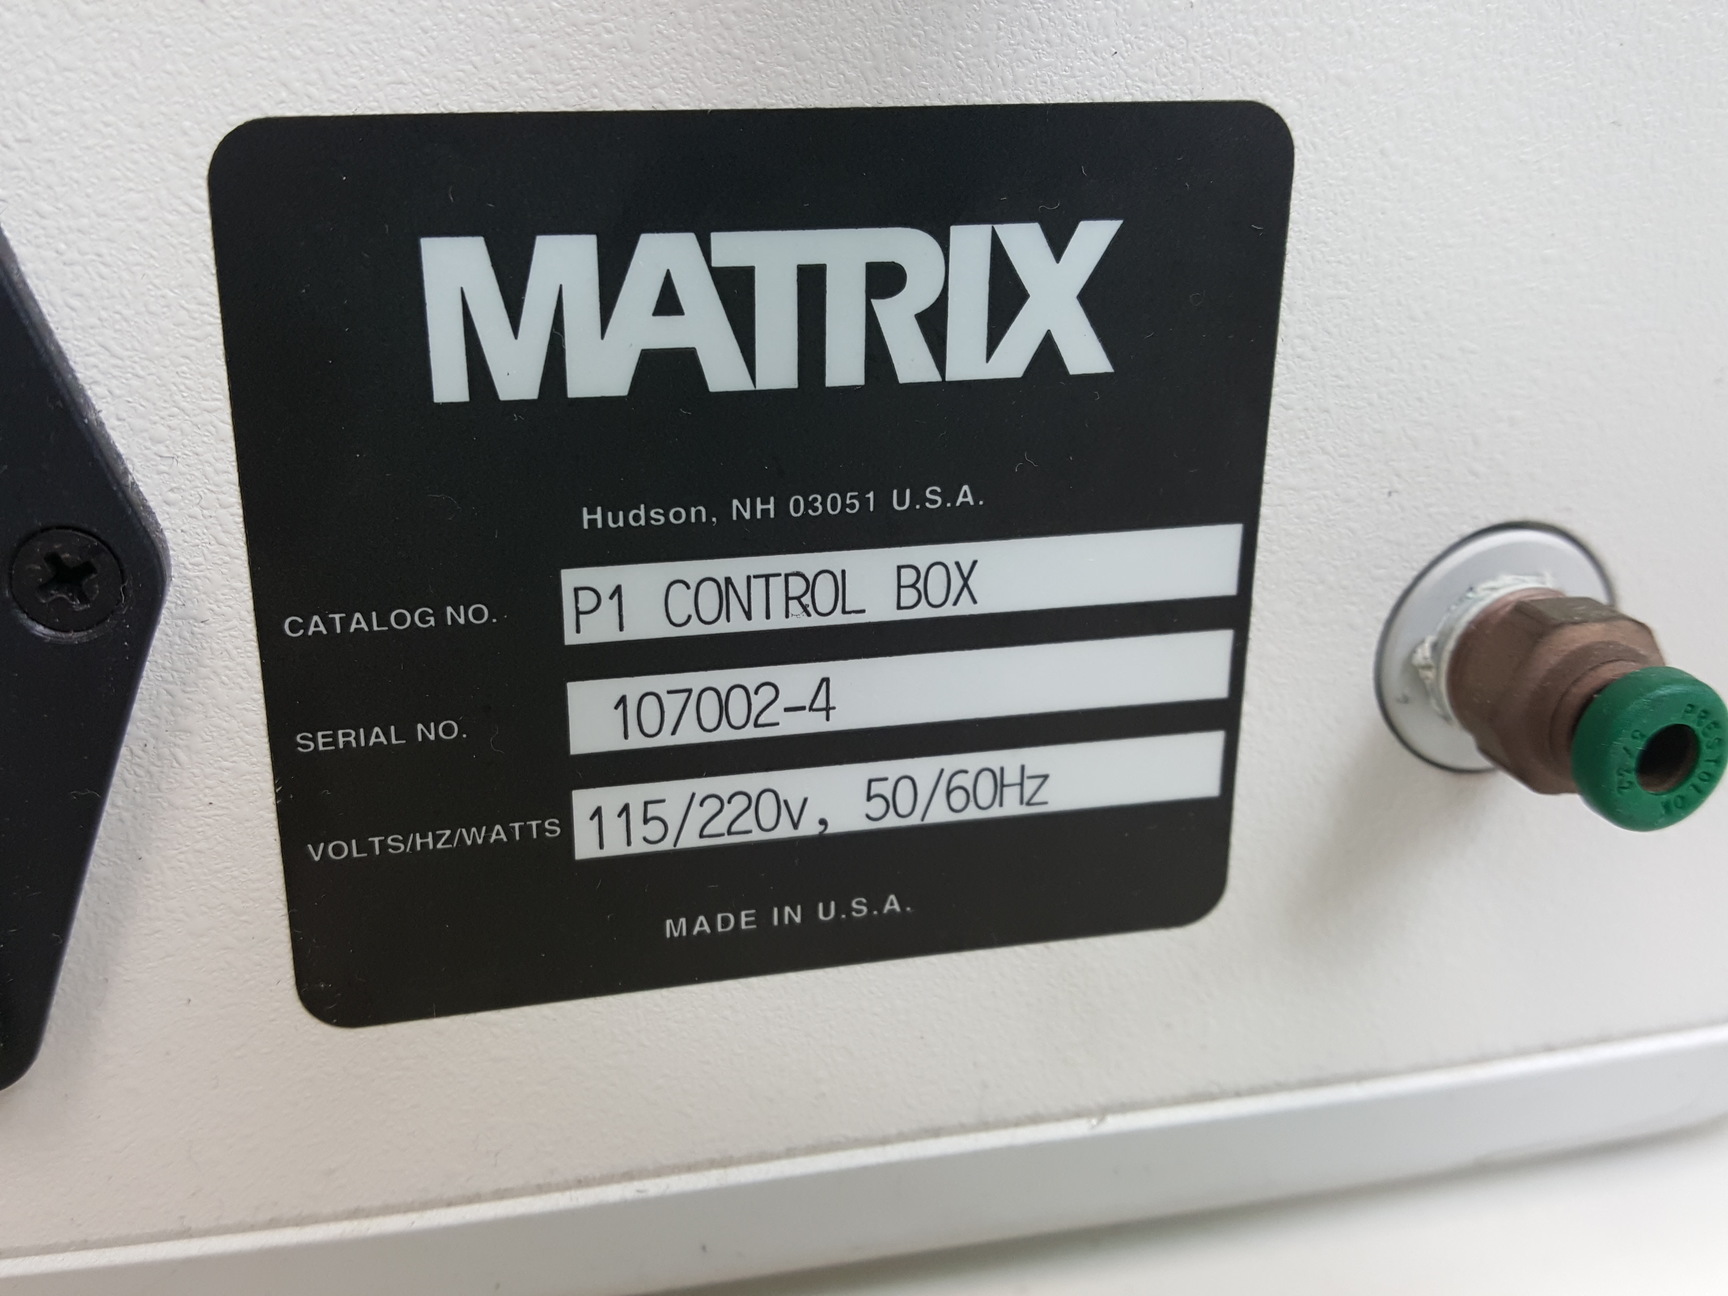 MATRIX
Hudson, NH 03051 U.S.A.
CATALOG NO. P1 CONTROL BOX
SERIAL NO. 107002-4
VOLTS/HZ/WATTS 115/220v, 50/60Hz
MADE IN U.S.A.
PRESTOLOK